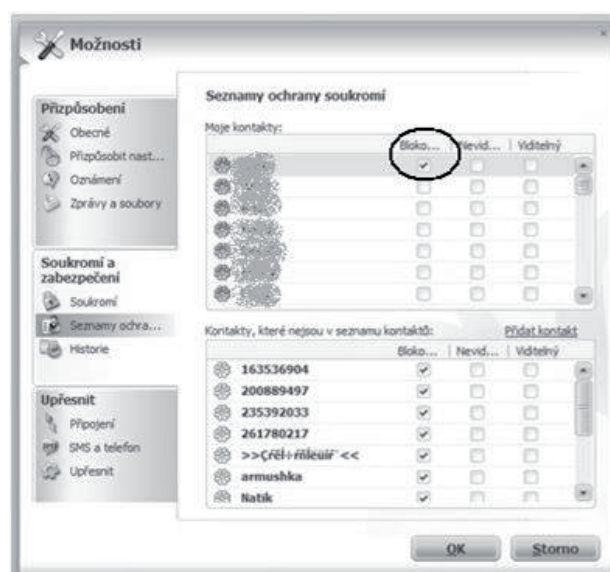 Možnosti
Přizpůsobení
Obecné
Přizpůsobit nast...
Oznámení
Zprávy a soubory
Soukromí a
zabezpečení
Soukromí
Seznamy ochra...
Historie
Upřesnit
Připojení
SMS a telefon
Upřesnit
Seznamy ochrany soukromí
Moje kontakty:
Bloko... Nevid... Viditelný
Kontakty, které nejsou v seznamu kontaktů: Přidat kontakt
Bloko... Nevid... Viditelný
163536904
200889497
235392033
261780217
armushka
Natik
OK Storno